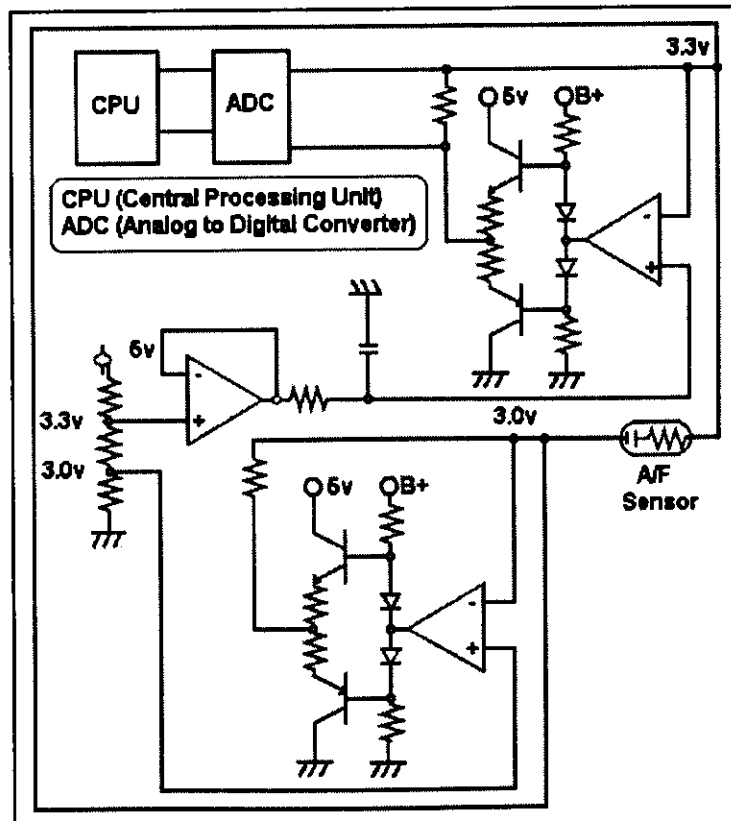 3.3v
CPU
ADC
5v
B+
CPU (Central Processing Unit)
ADC (Analog to Digital Converter)
-
+
5v
-
+
3.3v
3.0v
3.0v
A/F
Sensor
5v
B+
-
+